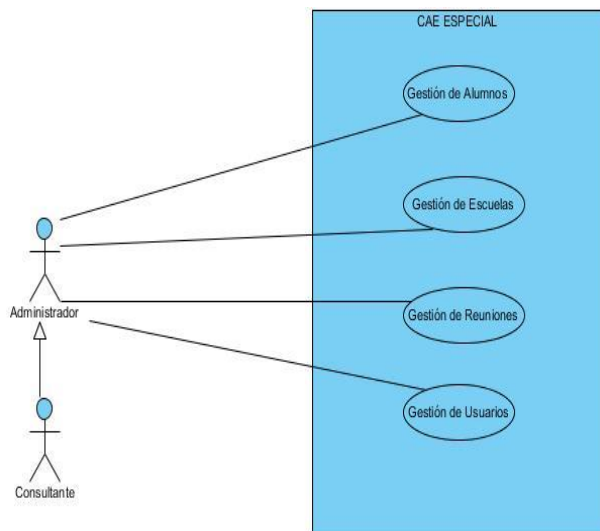 CAE ESPECIAL
Gestión de Alumnos
Gestión de Escuelas
Administrador
Gestión de Reuniones
Gestión de Usuarios
Consultante